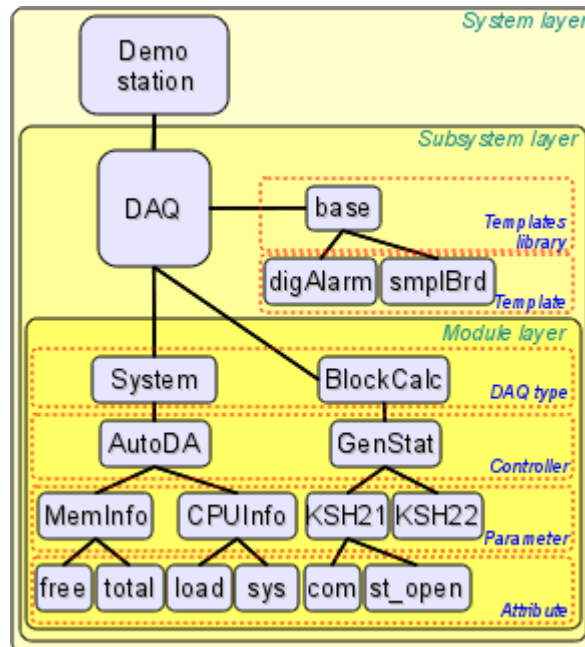 System layer
Demo
station
Subsystem layer
DAQ
base
Templates
library
digAlarm smplBrd
Template
Module layer
System BlockCalc
DAQ type
AutoDA GenStat
Controller
MemInfo CPUInfo KSH21 KSH22
Parameter
free total load sys com st_open
Attribute